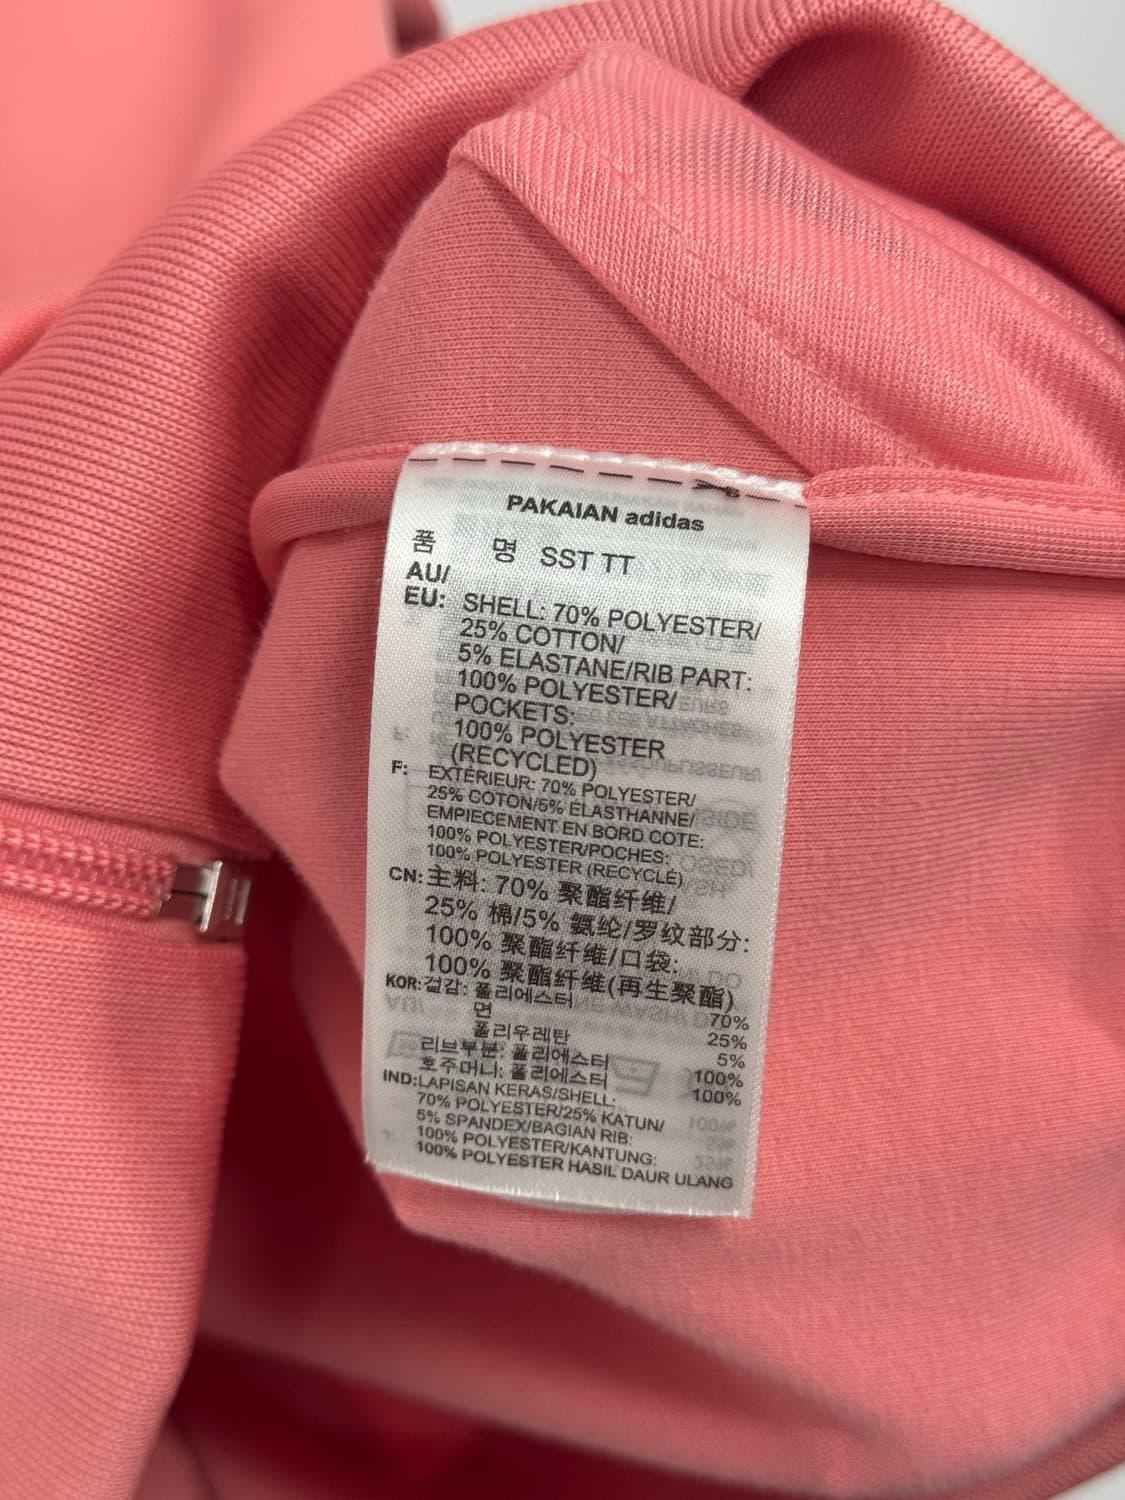 PAKAIAN adidas
품 명 SST TT
AU/
EU: SHELL: 70% POLYESTER/
25% COTTON/
5% ELASTANE/RIB PART:
100% POLYESTER/
POCKETS:
100% POLYESTER
(RECYCLED)
F: EXTÉRIEUR: 70% POLYESTER/
25% COTON/5% ÉLASTHANNE/
EMPIECEMENT EN BORD COTE:
100% POLYESTER/POCHES:
100% POLYESTER (RECYCLÉ)
CN: 主料: 70% 聚酯纤维/
25% 棉/5% 氨纶/罗纹部分:
100% 聚酯纤维/口袋:
100% 聚酯纤维(再生聚酯)
KOR: 겉감: 폴리에스터 70%
면 25%
폴리우레탄 5%
리브부분: 폴리에스터 100%
호주머니: 폴리에스터 100%
IND: LAPISAN KERAS/SHELL:
70% POLYESTER/25% KATUN/
5% SPANDEX/BAGIAN RIB:
100% POLYESTER/KANTUNG:
100% POLYESTER HASIL DAUR ULANG